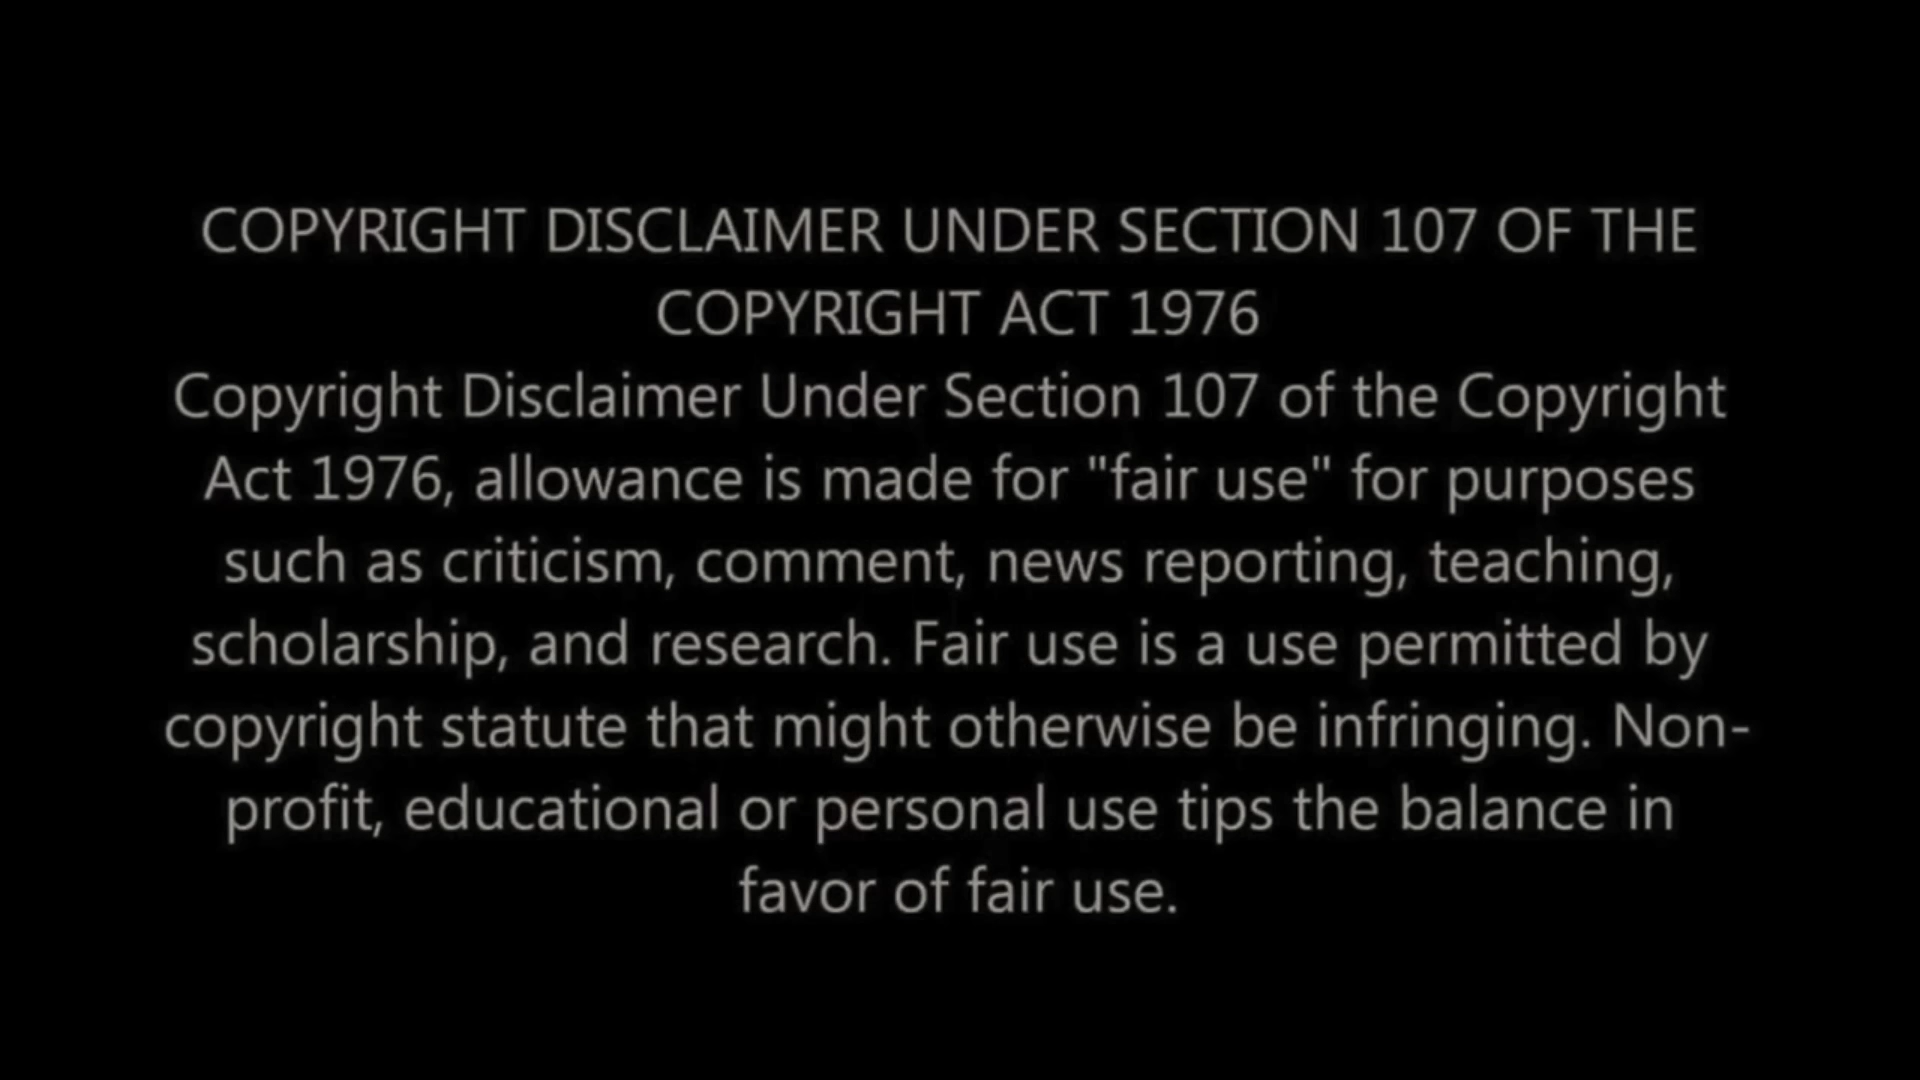 COPYRIGHT DISCLAIMER UNDER SECTION 107 OF THE
COPYRIGHT ACT 1976
Copyright Disclaimer Under Section 107 of the Copyright
Act 1976, allowance is made for "fair use" for purposes
such as criticism, comment, news reporting, teaching,
scholarship, and research. Fair use is a use permitted by
copyright statute that might otherwise be infringing. Non-
profit, educational or personal use tips the balance in
favor of fair use.